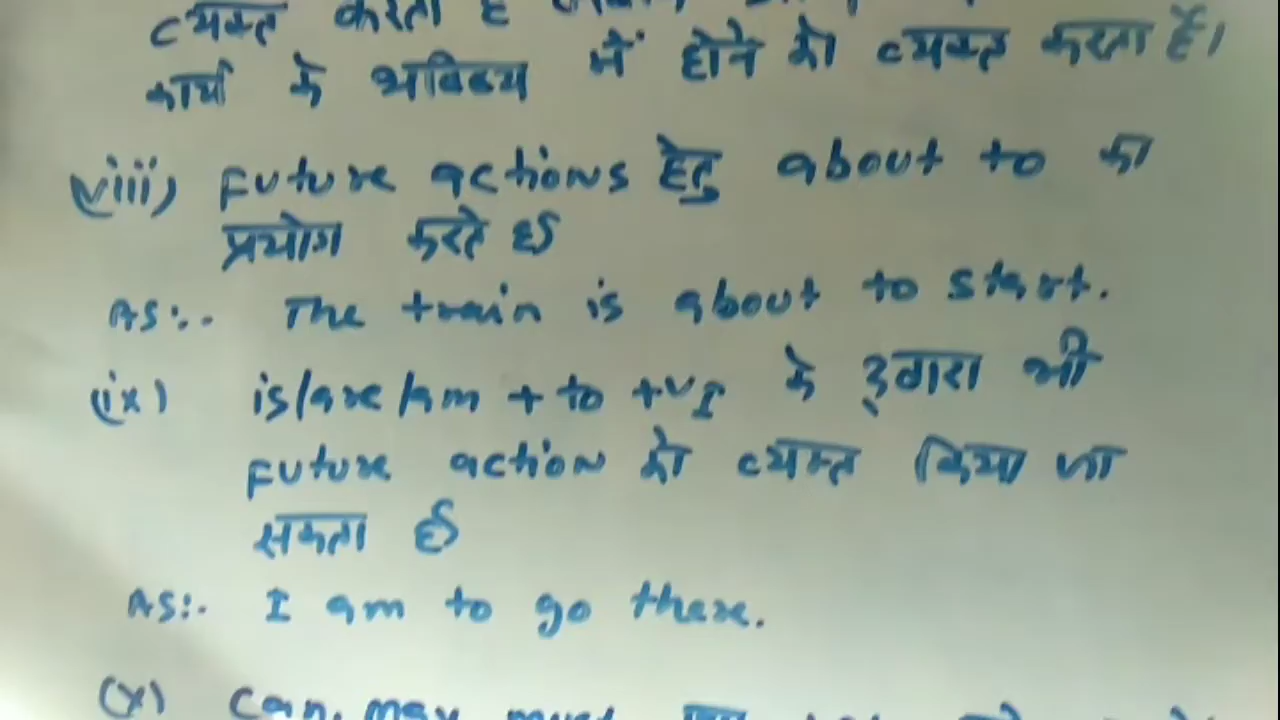 व्यक्त करता है
कार्य के भविष्य में होने को व्यक्त करता है।
(viii) Future actions हेतु about to का
प्रयोग करते हैं
As:- The train is about to start.
(ix) is/are/am + to + VI के द्वारा भी
Future action को व्यक्त किया जा
सकता है
As:- I am to go there.
(x) Can, may must